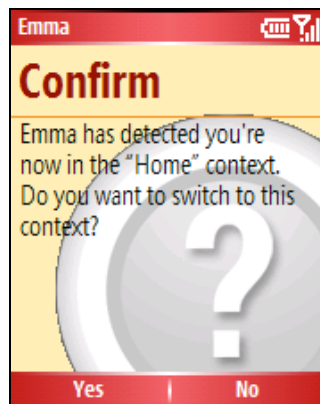 Emma
Confirm
Emma has detected you're
now in the "Home" context.
Do you want to switch to this
context?
Yes
No